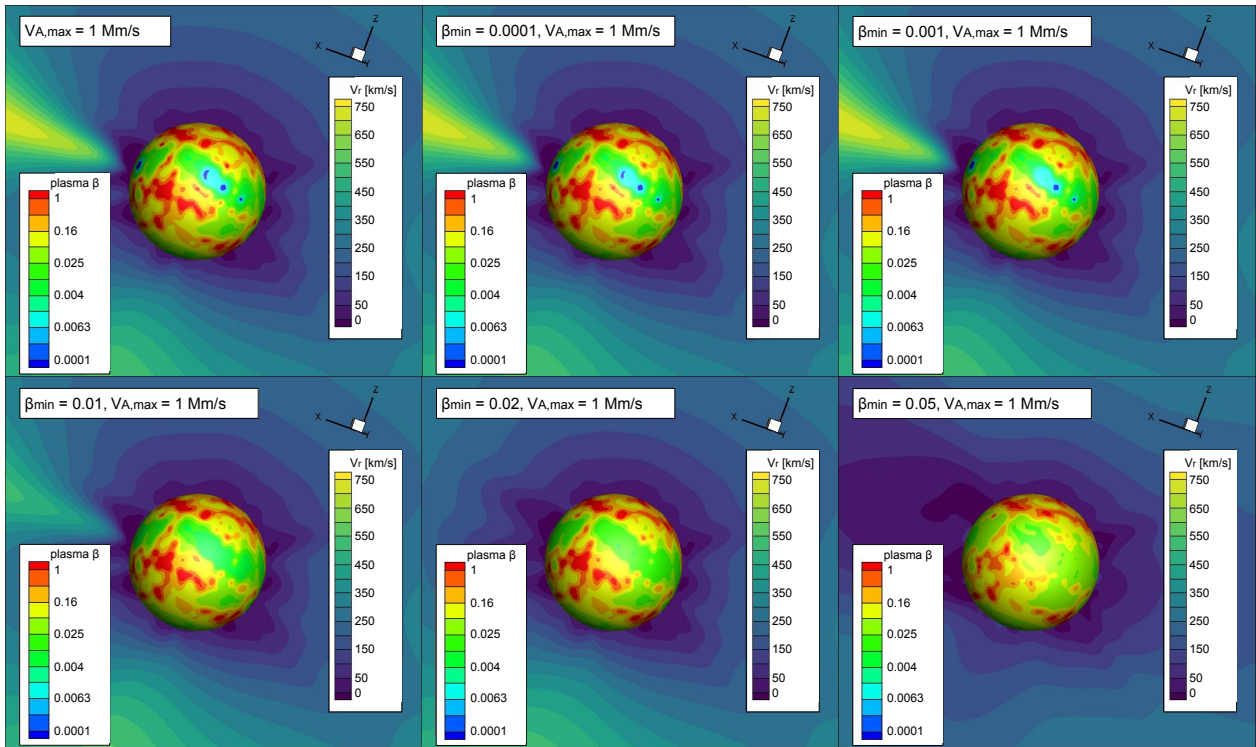 VA,max = 1 Mm/s
Z
X
Y
Vr [km/s]
750
650
550
450
350
250
150
50
0
plasma β
1
0.16
0.025
0.004
0.0063
0.0001
βmin = 0.0001, VA,max = 1 Mm/s
Z
X
Y
Vr [km/s]
750
650
550
450
350
250
150
50
0
plasma β
1
0.16
0.025
0.004
0.0063
0.0001
βmin = 0.001, VA,max = 1 Mm/s
Z
X
Y
Vr [km/s]
750
650
550
450
350
250
150
50
0
plasma β
1
0.16
0.025
0.004
0.0063
0.0001
βmin = 0.01, VA,max = 1 Mm/s
Z
X
Y
Vr [km/s]
750
650
550
450
350
250
150
50
0
plasma β
1
0.16
0.025
0.004
0.0063
0.0001
βmin = 0.02, VA,max = 1 Mm/s
Z
X
Y
Vr [km/s]
750
650
550
450
350
250
150
50
0
plasma β
1
0.16
0.025
0.004
0.0063
0.0001
βmin = 0.05, VA,max = 1 Mm/s
Z
X
Y
Vr [km/s]
750
650
550
450
350
250
150
50
0
plasma β
1
0.16
0.025
0.004
0.0063
0.0001